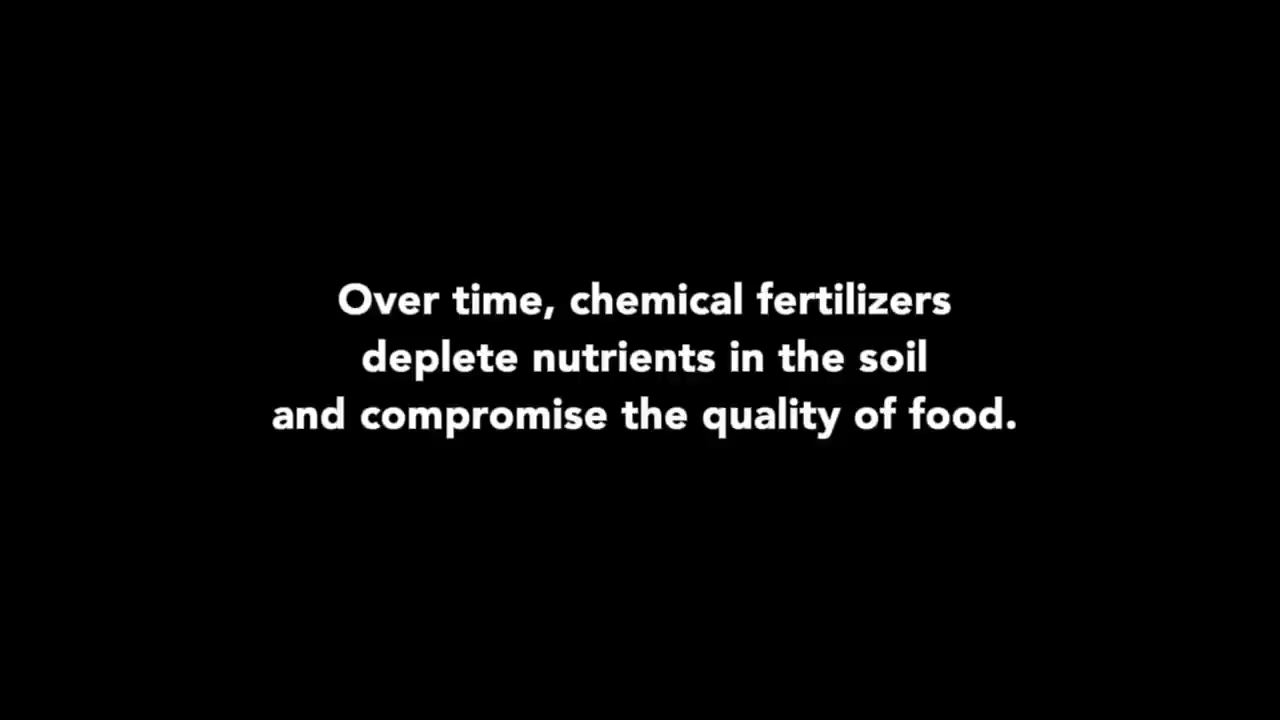 Over time, chemical fertilizers
deplete nutrients in the soil
and compromise the quality of food.